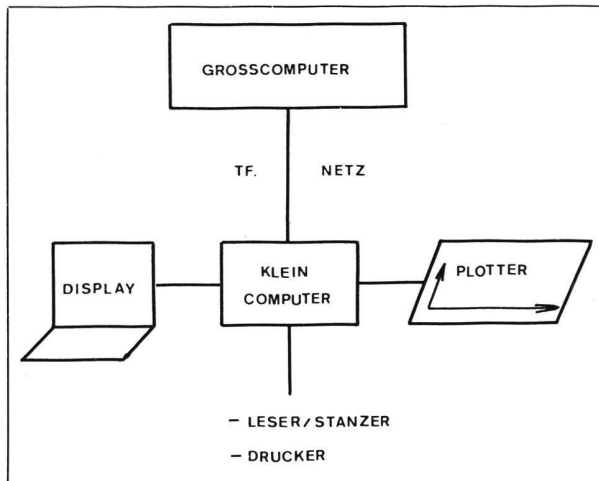 GROSSCOMPUTER
TF. NETZ
DISPLAY
KLEIN
COMPUTER
PLOTTER
– LESER/STANZER
– DRUCKER